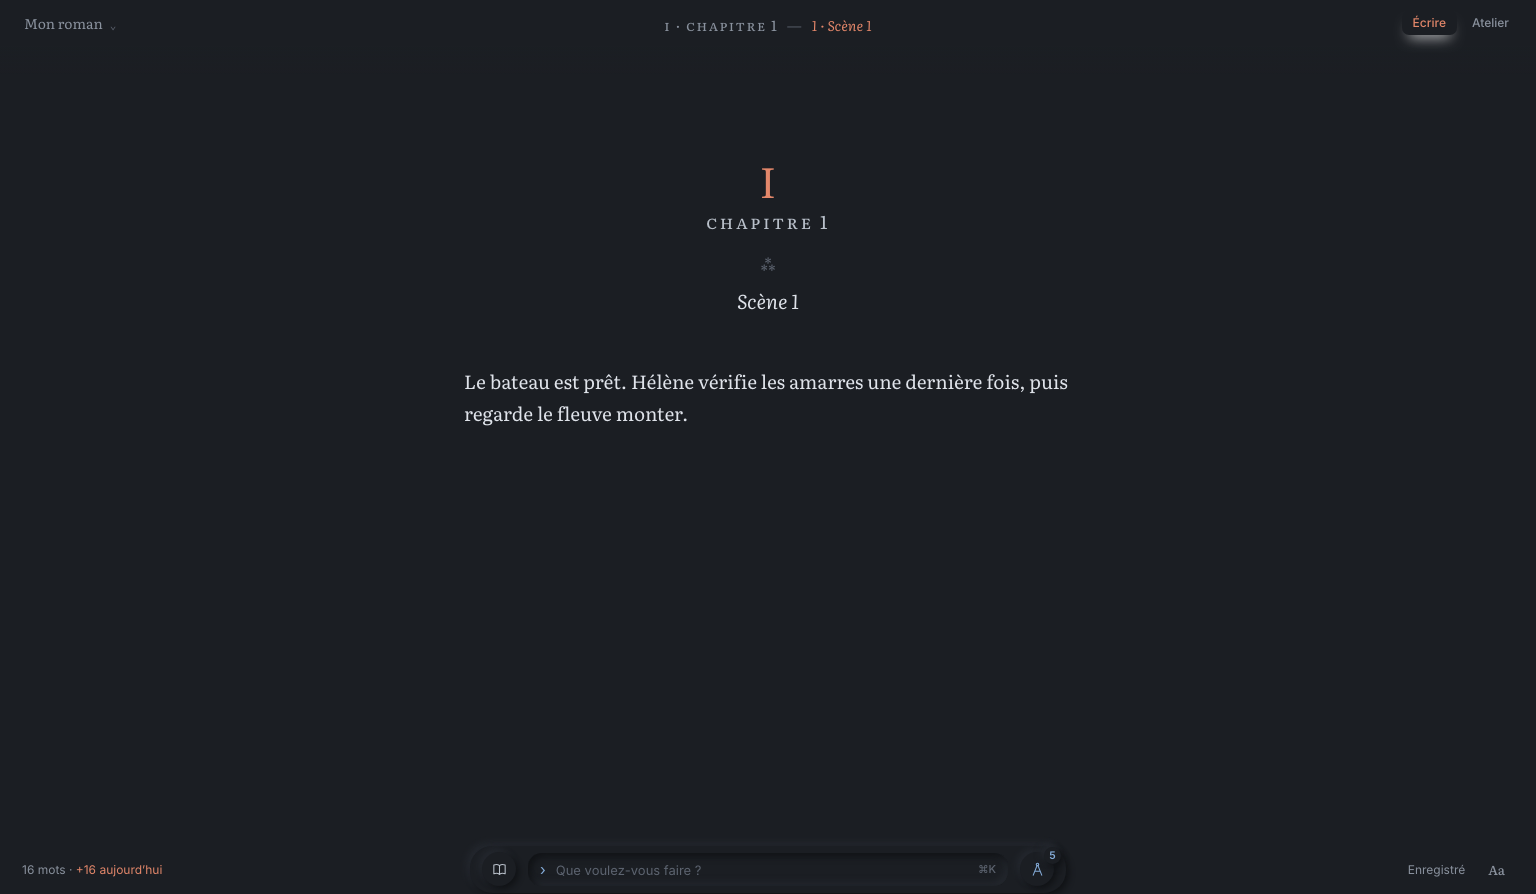 Mon roman
I · CHAPITRE 1 — 1 · Scène 1
Écrire
Atelier
I
CHAPITRE 1
⁂
Scène 1
Le bateau est prêt. Hélène vérifie les amarres une dernière fois, puis
regarde le fleuve monter.
16 mots · +16 aujourd’hui
› Que voulez-vous faire ? ⌘K
5
Enregistré
Aa